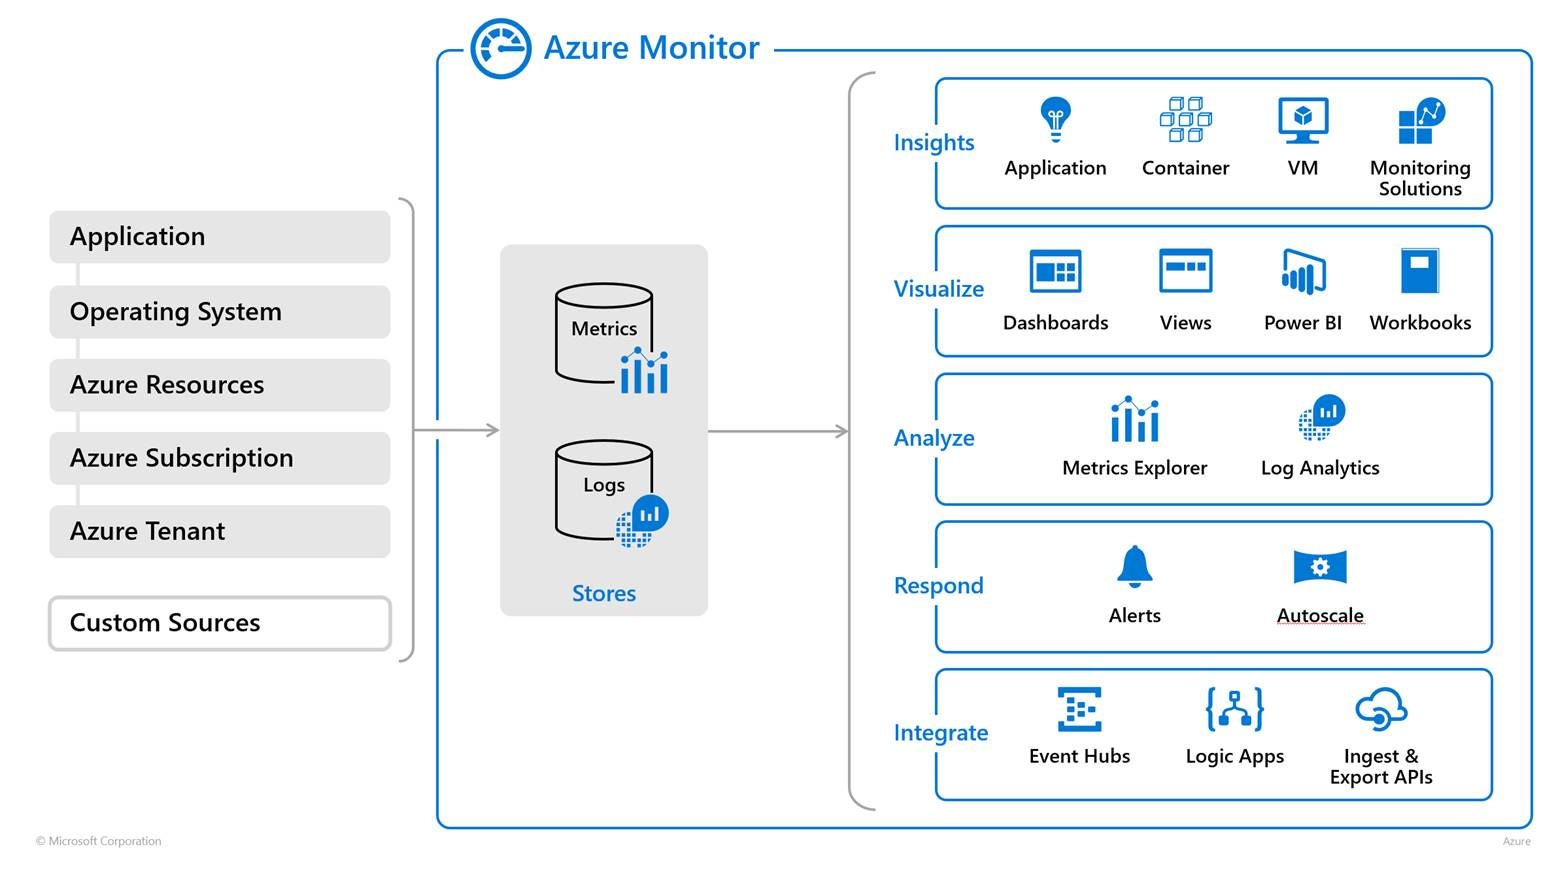 Azure Monitor
Application
Operating System
Azure Resources
Azure Subscription
Azure Tenant
Custom Sources
Metrics
Logs
Stores
Insights
Application
Container
VM
Monitoring
Solutions
Visualize
Dashboards
Views
Power BI
Workbooks
Analyze
Metrics Explorer
Log Analytics
Respond
Alerts
Autoscale
Integrate
Event Hubs
Logic Apps
Ingest &
Export APIs
© Microsoft Corporation
Azure